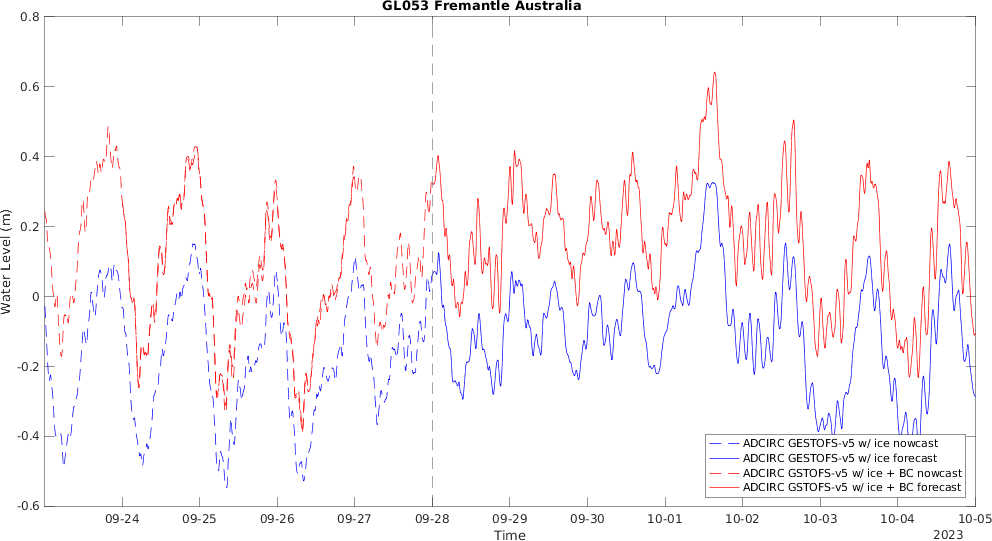 GL053 Fremantle Australia
0.8
0.6
0.4
0.2
0
-0.2
-0.4
-0.6
Water Level (m)
ADCIRC GESTOFS-v5 w/ ice nowcast
ADCIRC GESTOFS-v5 w/ ice forecast
ADCIRC GSTOFS-v5 w/ ice + BC nowcast
ADCIRC GSTOFS-v5 w/ ice + BC forecast
09-24 09-25 09-26 09-27 09-28 09-29 09-30 10-01 10-02 10-03 10-04 10-05
Time
2023